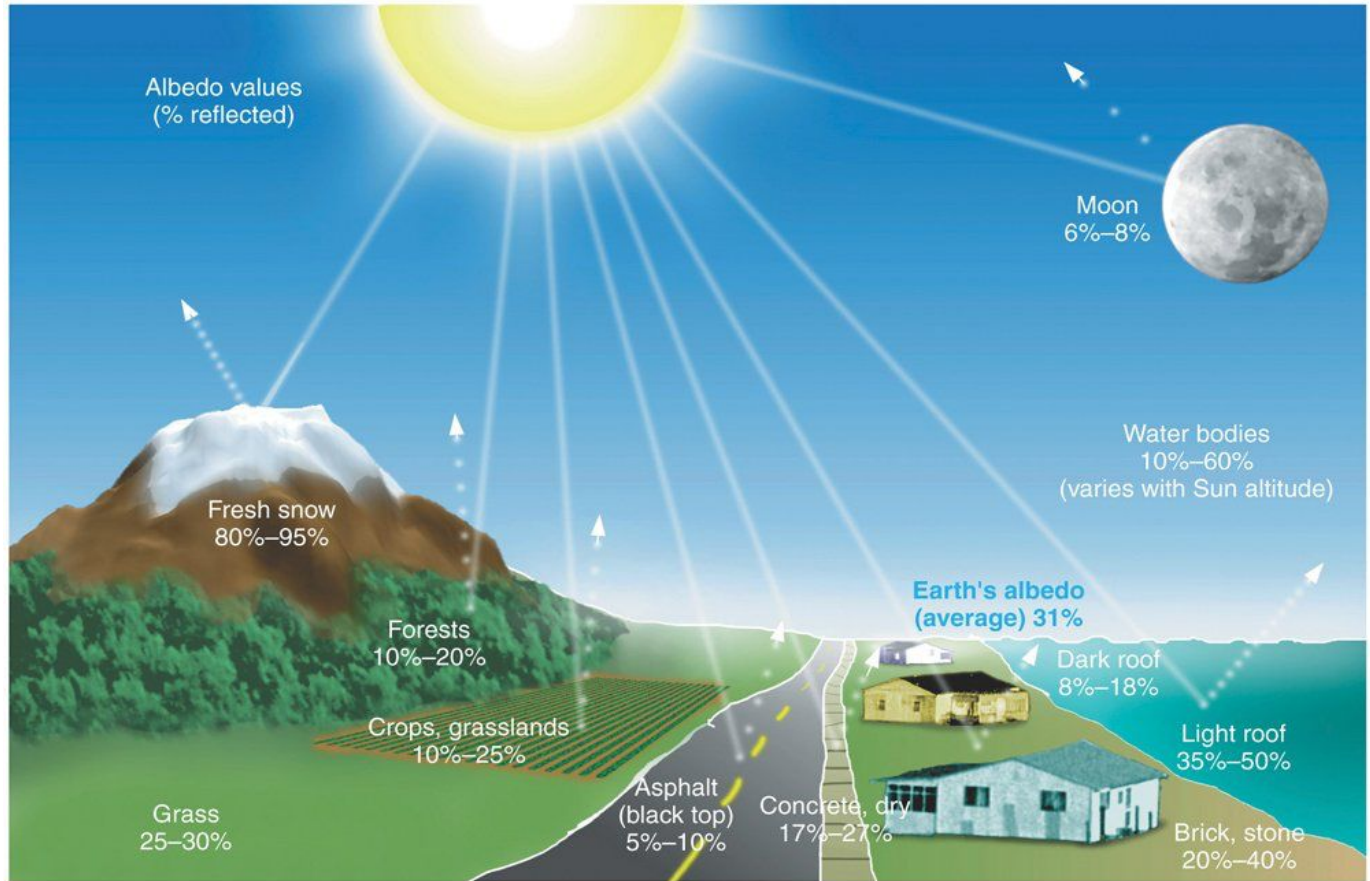 Albedo values
(% reflected)
Moon
6%–8%
Water bodies
10%–60%
(varies with Sun altitude)
Fresh snow
80%–95%
Earth's albedo
(average) 31%
Forests
10%–20%
Dark roof
8%–18%
Crops, grasslands
10%–25%
Light roof
35%–50%
Asphalt
(black top)
5%–10%
Concrete, dry
17%–27%
Grass
25–30%
Brick, stone
20%–40%